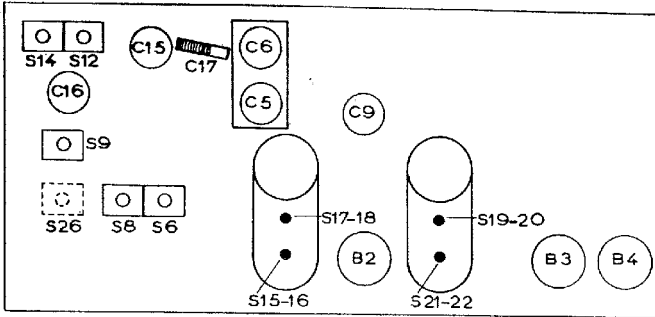 C15
C6
S14 S12
C17
C16
C5
C9
S9
S26
S8 S6
S17-18
S19-20
B2
B3
B4
S15-16
S21-22